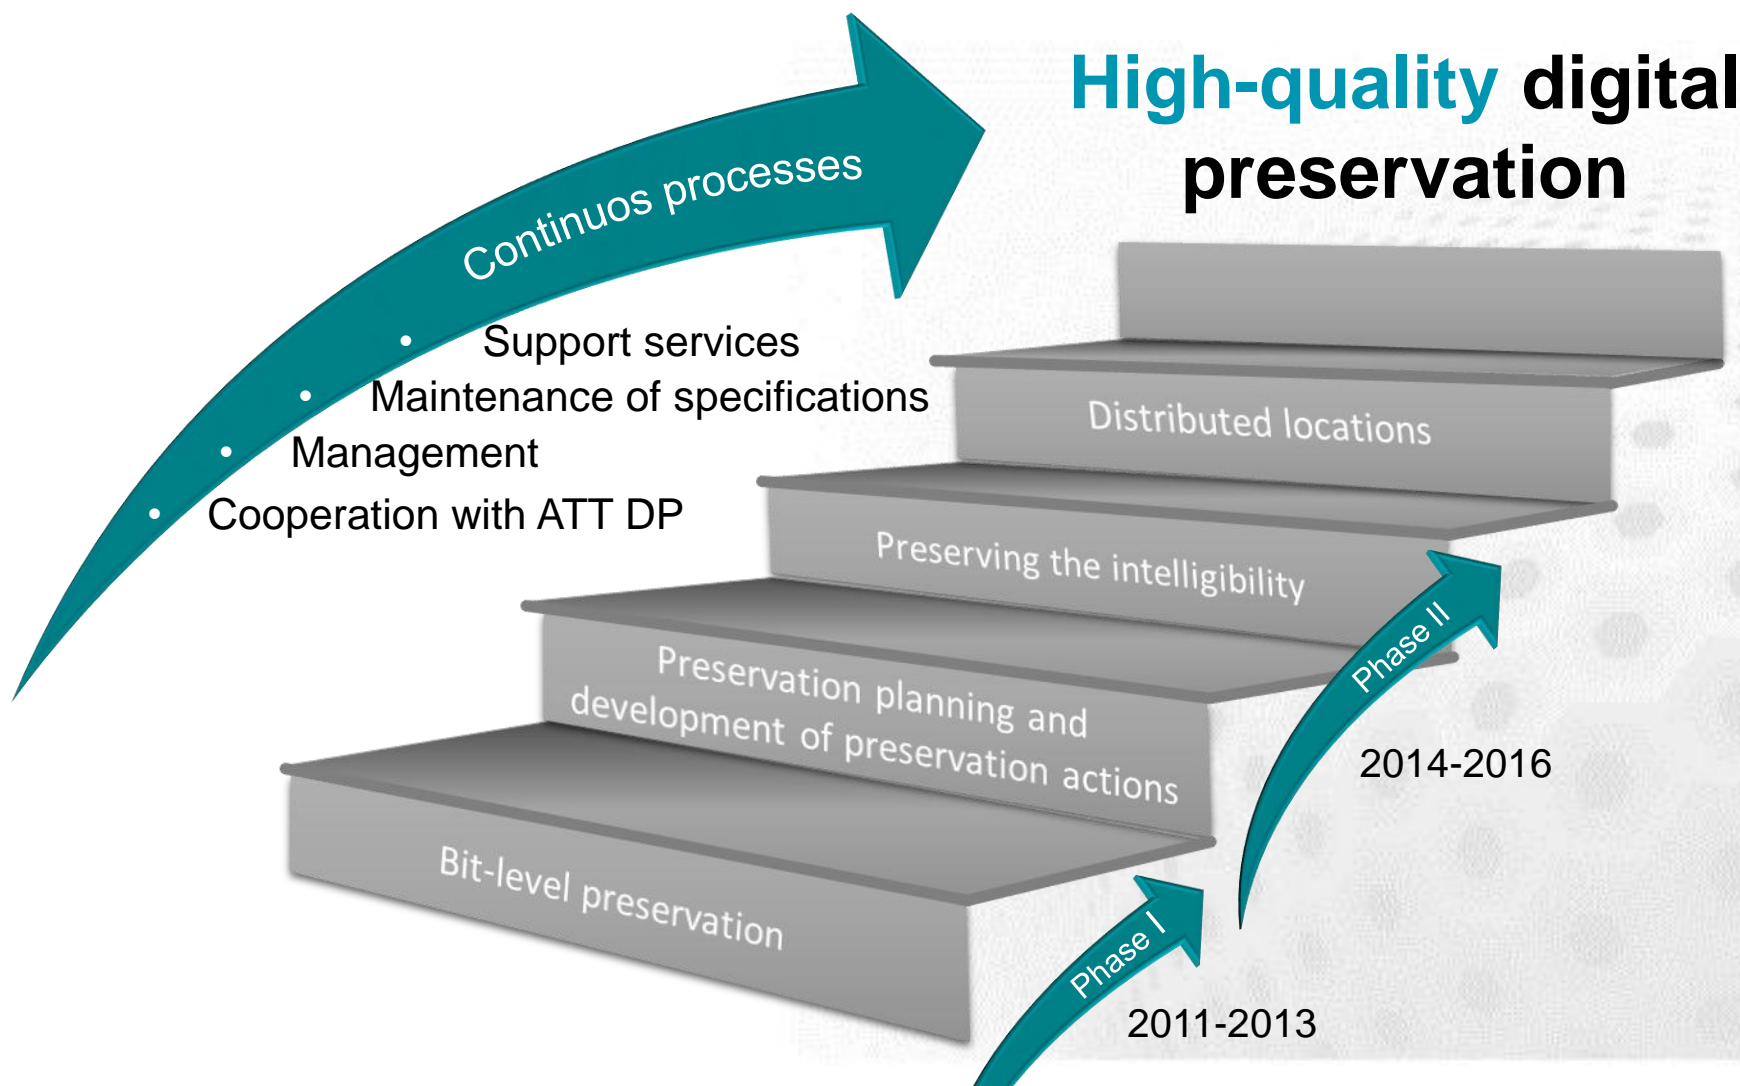 High-quality digital
preservation
Continuos processes
• Support services
• Maintenance of specifications
• Management
• Cooperation with ATT DP
Distributed locations
Preserving the intelligibility
Preservation planning and
development of preservation actions
Bit-level preservation
Phase II
2014-2016
Phase I
2011-2013